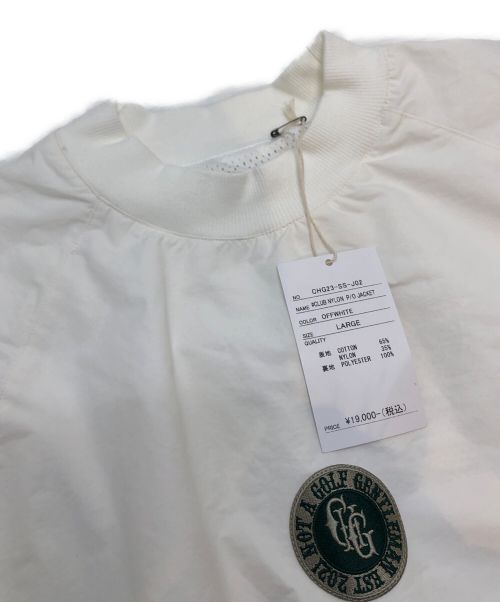 NO. CHG23-SS-J02
NAME #CLUB NYLON P/O JACKET
COLOR OFFWHITE
SIZE LARGE
QUALITY
表地 COTTON 65%
NYLON 35%
裏地 POLYESTER 100%
PRICE ¥19,000-(税込)
NOT A GOLF GENTLEMAN EST 2021
CHG